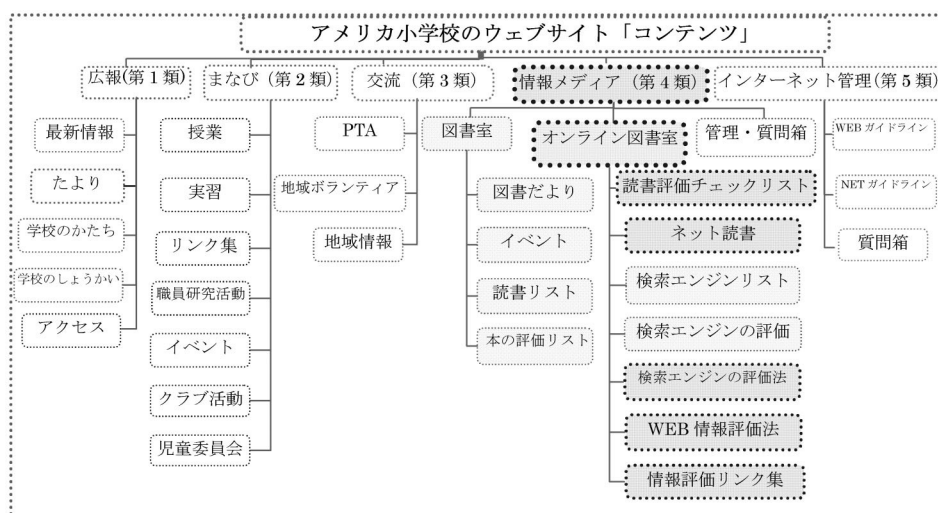 アメリカ小学校のウェブサイト「コンテンツ」
広報(第１類)
最新情報
たより
学校のかたち
学校のしょうかい
アクセス
まなび（第２類）
授業
実習
リンク集
職員研究活動
イベント
クラブ活動
児童委員会
交流（第３類）
PTA
地域ボランティア
地域情報
情報メディア（第４類）
図書室
図書だより
イベント
読書リスト
本の評価リスト
オンライン図書室
読書評価チェックリスト
ネット読書
検索エンジンリスト
検索エンジンの評価
検索エンジンの評価法
WEB 情報評価法
情報評価リンク集
管理・質問箱
インターネット管理(第５類)
WEB ガイドライン
NET ガイドライン
質問箱